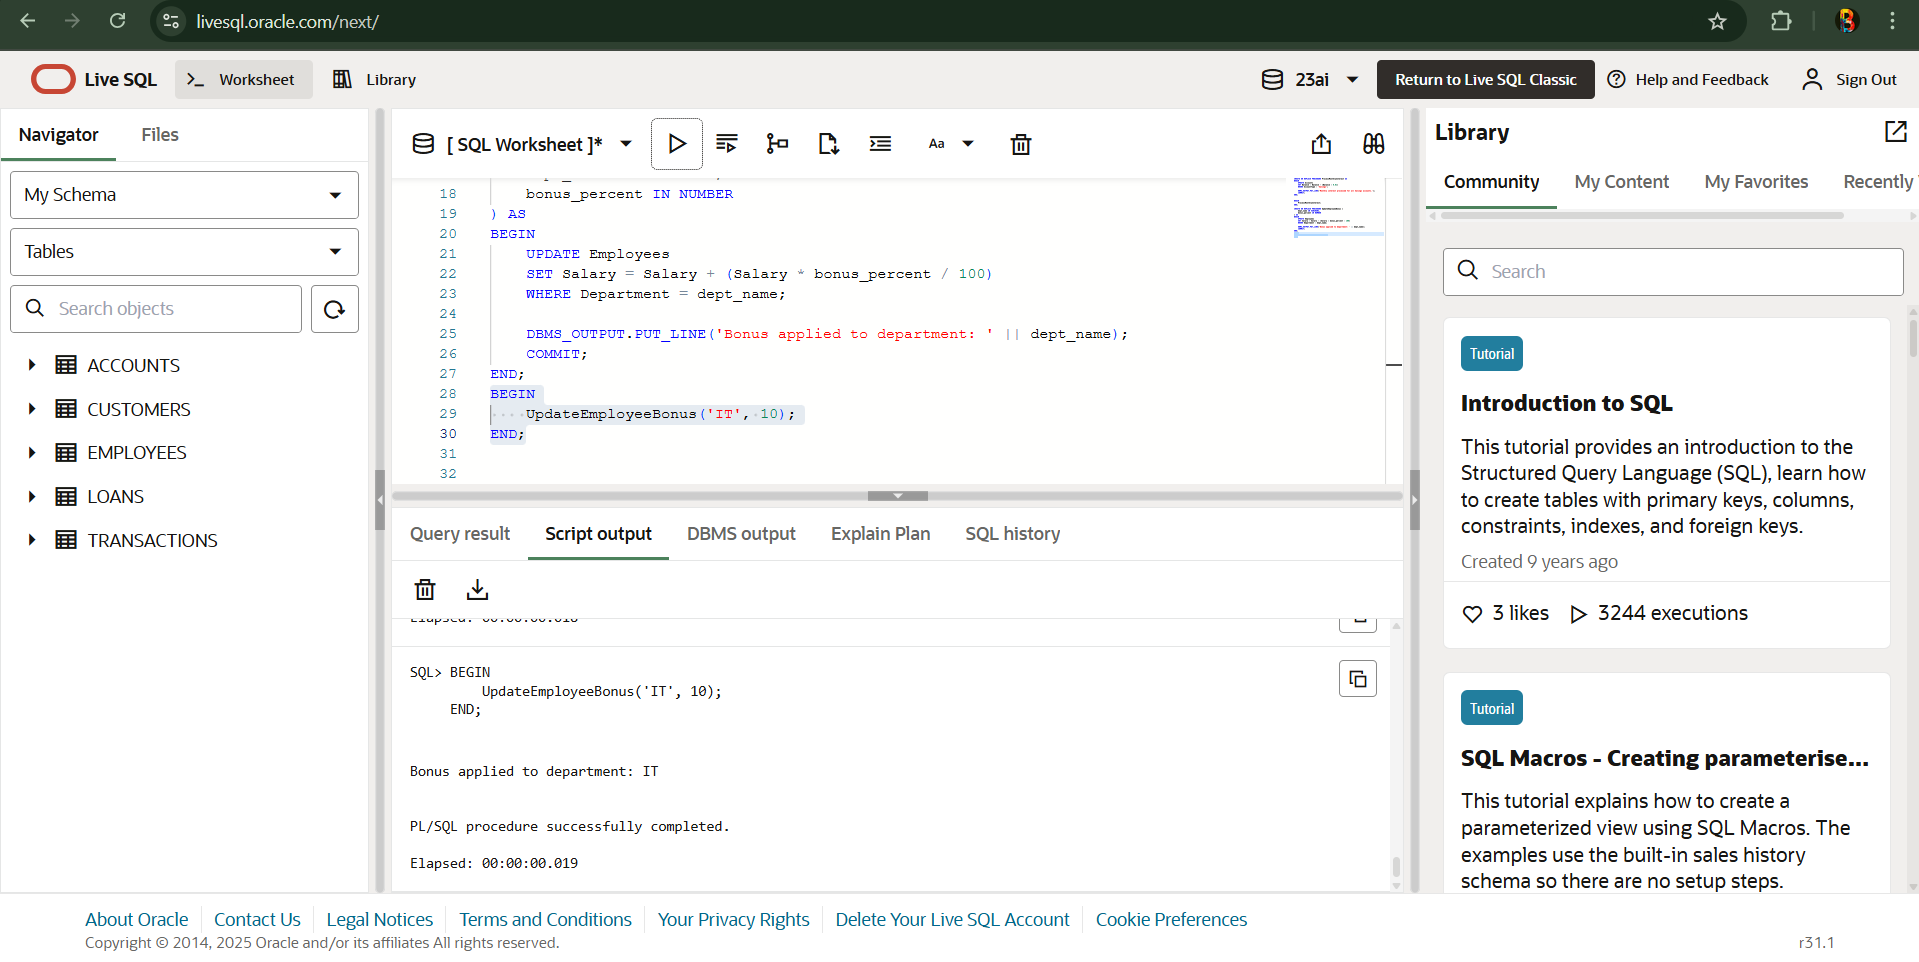 livesql.oracle.com/next/
Live SQL
Worksheet
Library
23ai
Return to Live SQL Classic
Help and Feedback
Sign Out
Navigator
Files
My Schema
Tables
Search objects
ACCOUNTS
CUSTOMERS
EMPLOYEES
LOANS
TRANSACTIONS
[ SQL Worksheet ]*
Aa
18 bonus_percent IN NUMBER
19 ) AS
20 BEGIN
21 UPDATE Employees
22 SET Salary = Salary + (Salary * bonus_percent / 100)
23 WHERE Department = dept_name;
24
25 DBMS_OUTPUT.PUT_LINE('Bonus applied to department: ' || dept_name);
26 COMMIT;
27 END;
28 BEGIN
29 ····UpdateEmployeeBonus('IT',·10);
30 END;
31
32
Query result
Script output
DBMS output
Explain Plan
SQL history
SQL> BEGIN
UpdateEmployeeBonus('IT', 10);
END;
Bonus applied to department: IT
PL/SQL procedure successfully completed.
Elapsed: 00:00:00.019
Library
Community
My Content
My Favorites
Recently
Search
Tutorial
Introduction to SQL
This tutorial provides an introduction to the
Structured Query Language (SQL), learn how
to create tables with primary keys, columns,
constraints, indexes, and foreign keys.
Created 9 years ago
3 likes
3244 executions
Tutorial
SQL Macros - Creating parameterise...
This tutorial explains how to create a
parameterized view using SQL Macros. The
examples use the built-in sales history
schema so there are no setup steps.
About Oracle
Contact Us
Legal Notices
Terms and Conditions
Your Privacy Rights
Delete Your Live SQL Account
Cookie Preferences
Copyright © 2014, 2025 Oracle and/or its affiliates All rights reserved.
r31.1